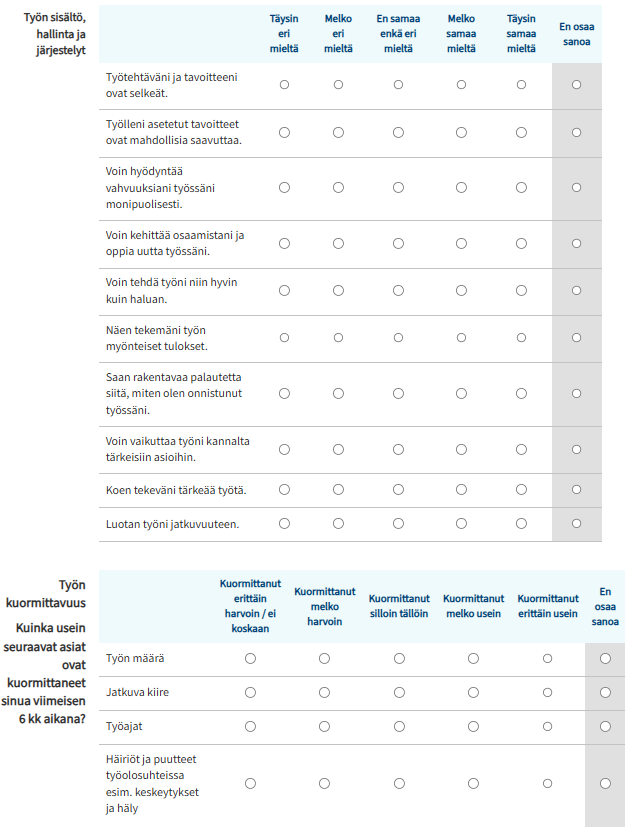 Työn sisältö,
hallinta ja
järjestelyt
Täysin
eri
mieltä
Melko
eri
mieltä
En samaa
enkä eri
mieltä
Melko
samaa
mieltä
Täysin
samaa
mieltä
En osaa
sanoa
Työtehtäväni ja tavoitteeni
ovat selkeät.
Työlleni asetetut tavoitteet
ovat mahdollisia saavuttaa.
Voin hyödyntää
vahvuuksiani työssäni
monipuolisesti.
Voin kehittää osaamistani ja
oppia uutta työssäni.
Voin tehdä työni niin hyvin
kuin haluan.
Näen tekemäni työn
myönteiset tulokset.
Saan rakentavaa palautetta
siitä, miten olen onnistunut
työssäni.
Voin vaikuttaa työni kannalta
tärkeisiin asioihin.
Koen tekeväni tärkeää työtä.
Luotan työni jatkuvuuteen.
Työn
kuormittavuus
Kuinka usein
seuraavat asiat
ovat
kuormittaneet
sinua viimeisen
6 kk aikana?
Kuormittanut
erittäin
harvoin / ei
koskaan
Kuormittanut
melko
harvoin
Kuormittanut
silloin tällöin
Kuormittanut
melko usein
Kuormittanut
erittäin usein
En
osaa
sanoa
Työn määrä
Jatkuva kiire
Työajat
Häiriöt ja puutteet
työolosuhteissa
esim. keskeytykset
ja häly